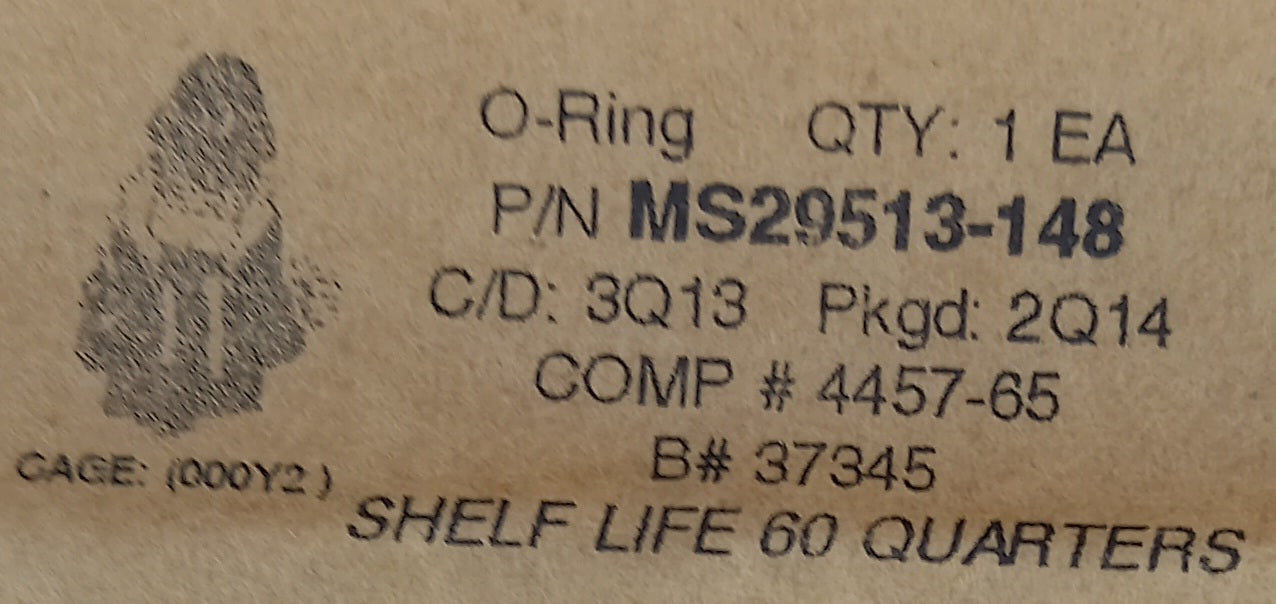 O-Ring QTY: 1 EA
P/N MS29513-148
C/D: 3Q13 Pkgd: 2Q14
COMP # 4457-65
B# 37345
CAGE: (000Y2)
SHELF LIFE 60 QUARTERS